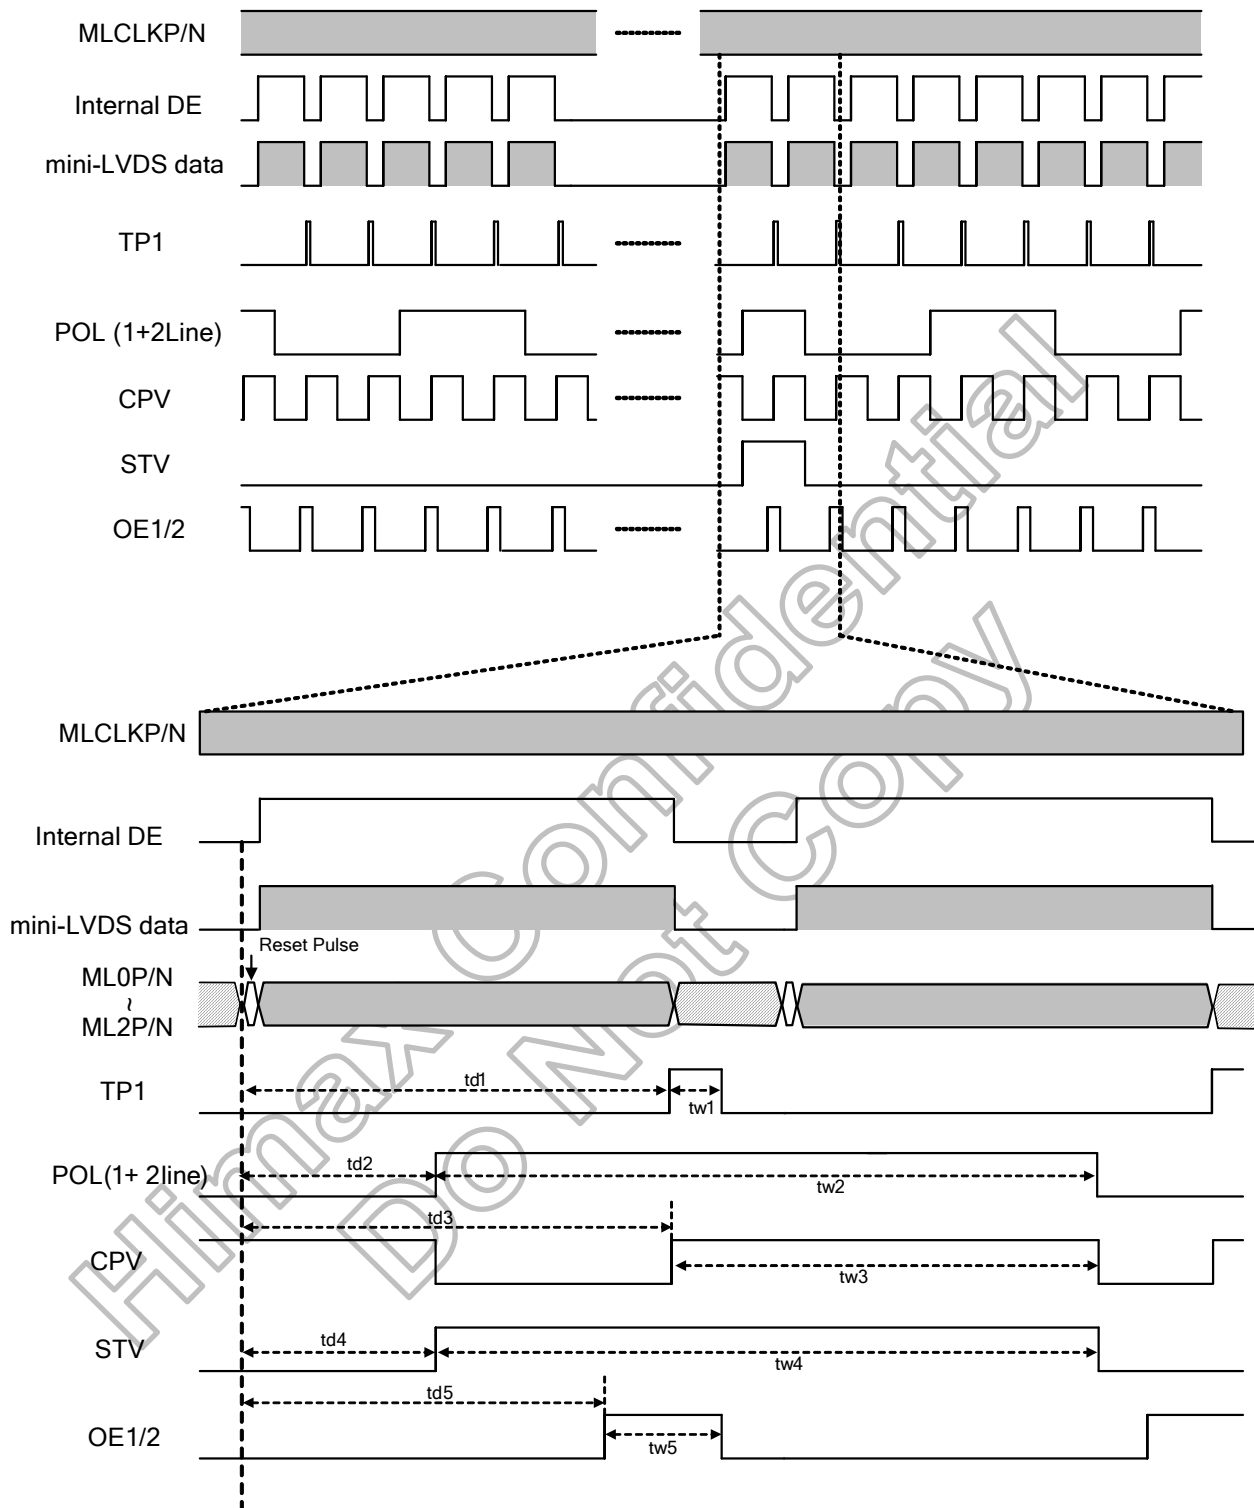 MLCLKP/N
Internal DE
mini-LVDS data
TP1
POL (1+2Line)
CPV
STV
OE1/2
MLCLKP/N
Internal DE
mini-LVDS data
Reset Pulse
ML0P/N
~
ML2P/N
TP1
td1
tw1
POL(1+ 2line)
td2
tw2
td3
CPV
tw3
STV
td4
tw4
td5
OE1/2
tw5
Himax Confidential
Do Not Copy